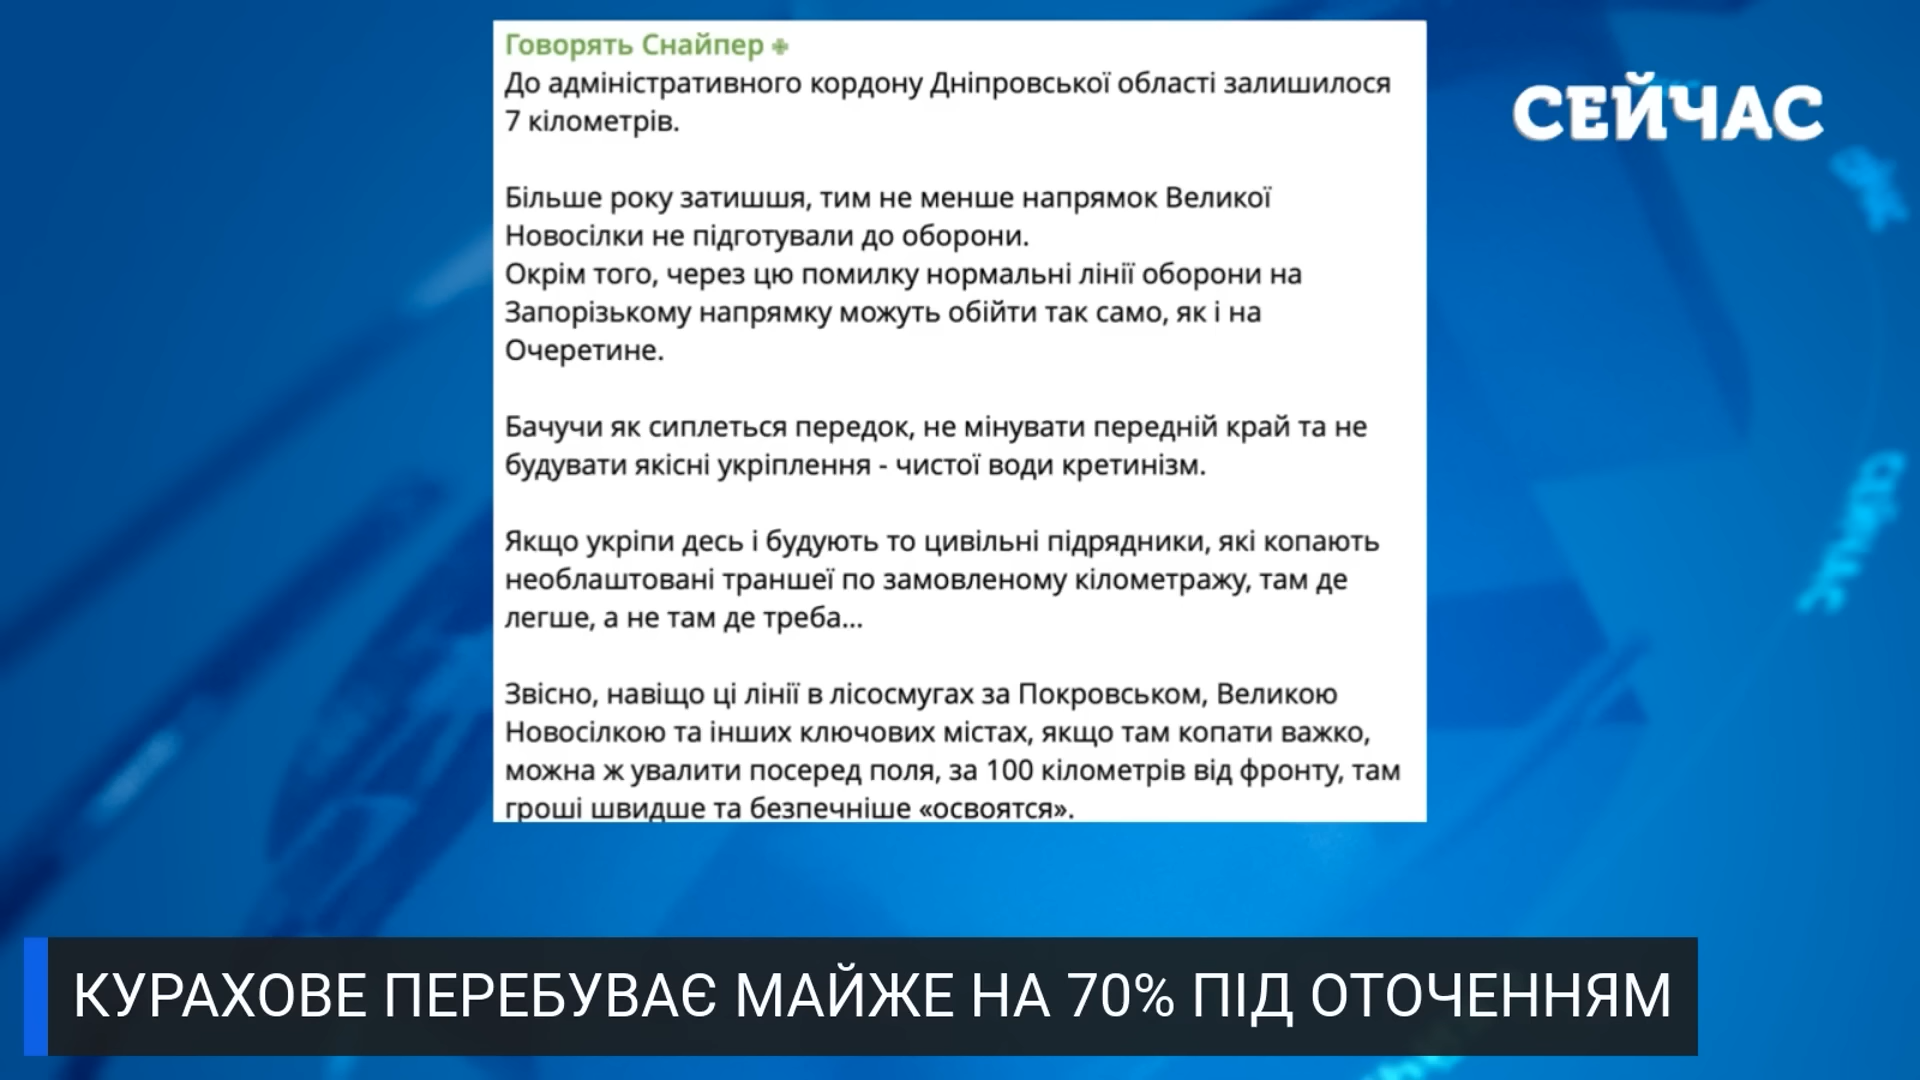 Говорять Снайпер
До адміністративного кордону Дніпровської області залишилося
7 кілометрів.
Більше року затишшя, тим не менше напрямок Великої
Новосілки не підготували до оборони.
Окрім того, через цю помилку нормальні лінії оборони на
Запорізькому напрямку можуть обійти так само, як і на
Очеретине.
Бачучи як сиплеться передок, не мінувати передній край та не
будувати якісні укріплення - чистої води кретинізм.
Якщо укріпи десь і будують то цивільні підрядники, які копають
необлаштовані траншеї по замовленому кілометражу, там де
легше, а не там де треба...
Звісно, навіщо ці лінії в лісосмугах за Покровськом, Великою
Новосілкою та інших ключових містах, якщо там копати важко,
можна ж увалити посеред поля, за 100 кілометрів від фронту, там
гроші швидше та безпечніше «освоятся».
СЕЙЧАС
КУРАХОВЕ ПЕРЕБУВАЄ МАЙЖЕ НА 70% ПІД ОТОЧЕННЯМ